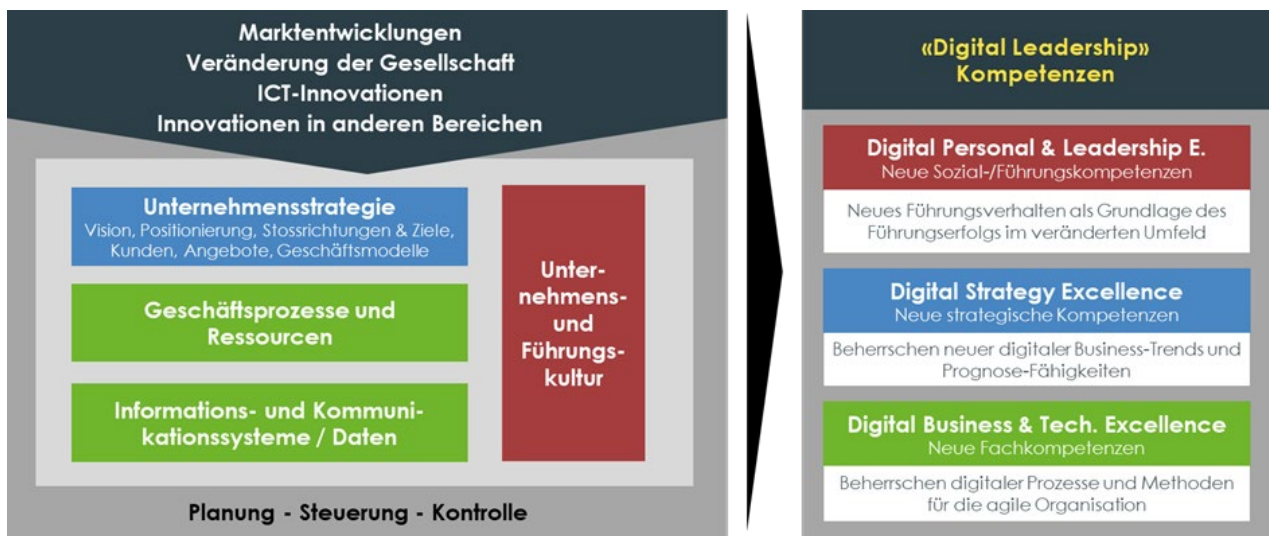 Marktentwicklungen
Veränderung der Gesellschaft
ICT-Innovationen
Innovationen in anderen Bereichen
Unternehmensstrategie
Vision, Positionierung, Stossrichtungen & Ziele,
Kunden, Angebote, Geschäftsmodelle
Geschäftsprozesse und
Ressourcen
Informations- und Kommuni-
kationssysteme / Daten
Unter-
nehmens-
und
Führungs-
kultur
Planung - Steuerung - Kontrolle
«Digital Leadership»
Kompetenzen
Digital Personal & Leadership E.
Neue Sozial-/Führungskompetenzen
Neues Führungsverhalten als Grundlage des
Führungserfolgs im veränderten Umfeld
Digital Strategy Excellence
Neue strategische Kompetenzen
Beherrschen neuer digitaler Business-Trends und
Prognose-Fähigkeiten
Digital Business & Tech. Excellence
Neue Fachkompetenzen
Beherrschen digitaler Prozesse und Methoden
für die agile Organisation